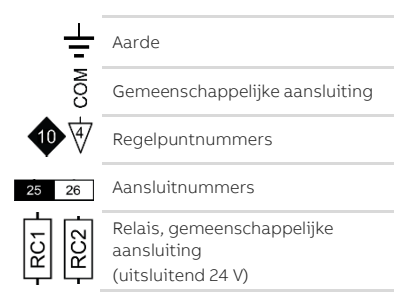 Aarde
COM
Gemeenschappelijke aansluiting
10 4
Regelpuntnummers
25 26
Aansluitnummers
RC1 RC2
Relais, gemeenschappelijke
aansluiting
(uitsluitend 24 V)